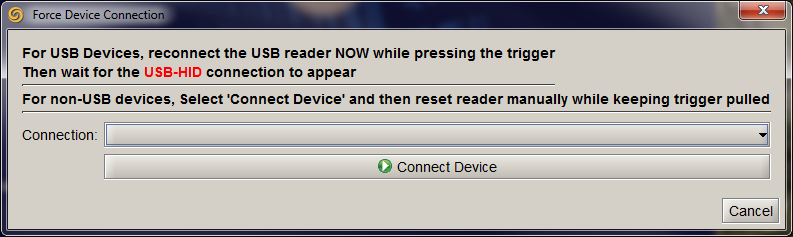 Force Device Connection
For USB Devices, reconnect the USB reader NOW while pressing the trigger
Then wait for the USB-HID connection to appear
For non-USB devices, Select 'Connect Device' and then reset reader manually while keeping trigger pulled
Connection:
Connect Device
Cancel